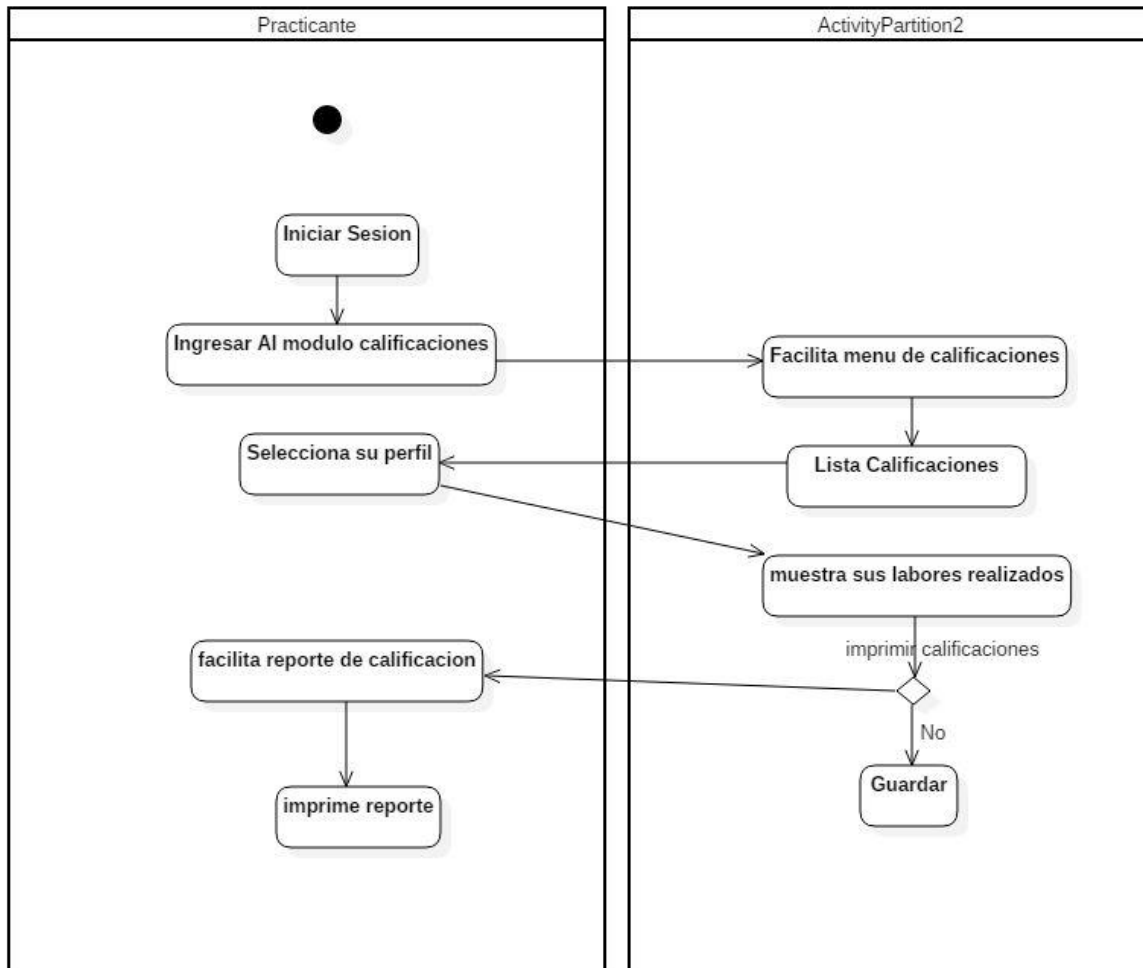 Practicante
ActivityPartition2
Iniciar Sesion
Ingresar Al modulo calificaciones
Facilita menu de calificaciones
Selecciona su perfil
Lista Calificaciones
muestra sus labores realizados
imprimir calificaciones
facilita reporte de calificacion
No
Guardar
imprime reporte